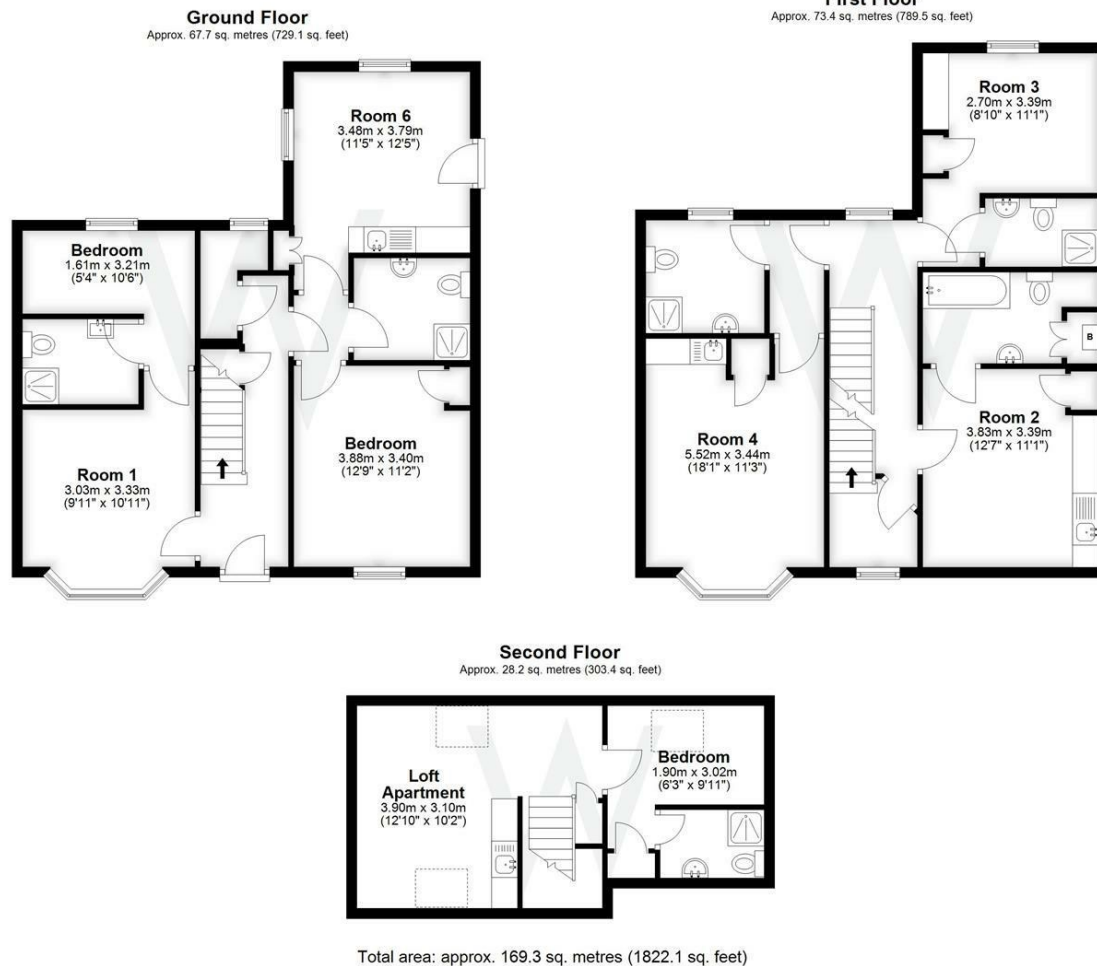 Ground Floor
Approx. 67.7 sq. metres (729.1 sq. feet)
Room 6
3.48m x 3.79m
(11'5" x 12'5")
Bedroom
1.61m x 3.21m
(5'4" x 10'6")
Room 1
3.03m x 3.33m
(9'11" x 10'11")
Bedroom
3.88m x 3.40m
(12'9" x 11'2")
First Floor
Approx. 73.4 sq. metres (789.5 sq. feet)
Room 3
2.70m x 3.39m
(8'10" x 11'1")
B
Room 4
5.52m x 3.44m
(18'1" x 11'3")
Room 2
3.83m x 3.39m
(12'7" x 11'1")
Second Floor
Approx. 28.2 sq. metres (303.4 sq. feet)
Loft
Apartment
3.90m x 3.10m
(12'10" x 10'2")
Bedroom
1.90m x 3.02m
(6'3" x 9'11")
Total area: approx. 169.3 sq. metres (1822.1 sq. feet)